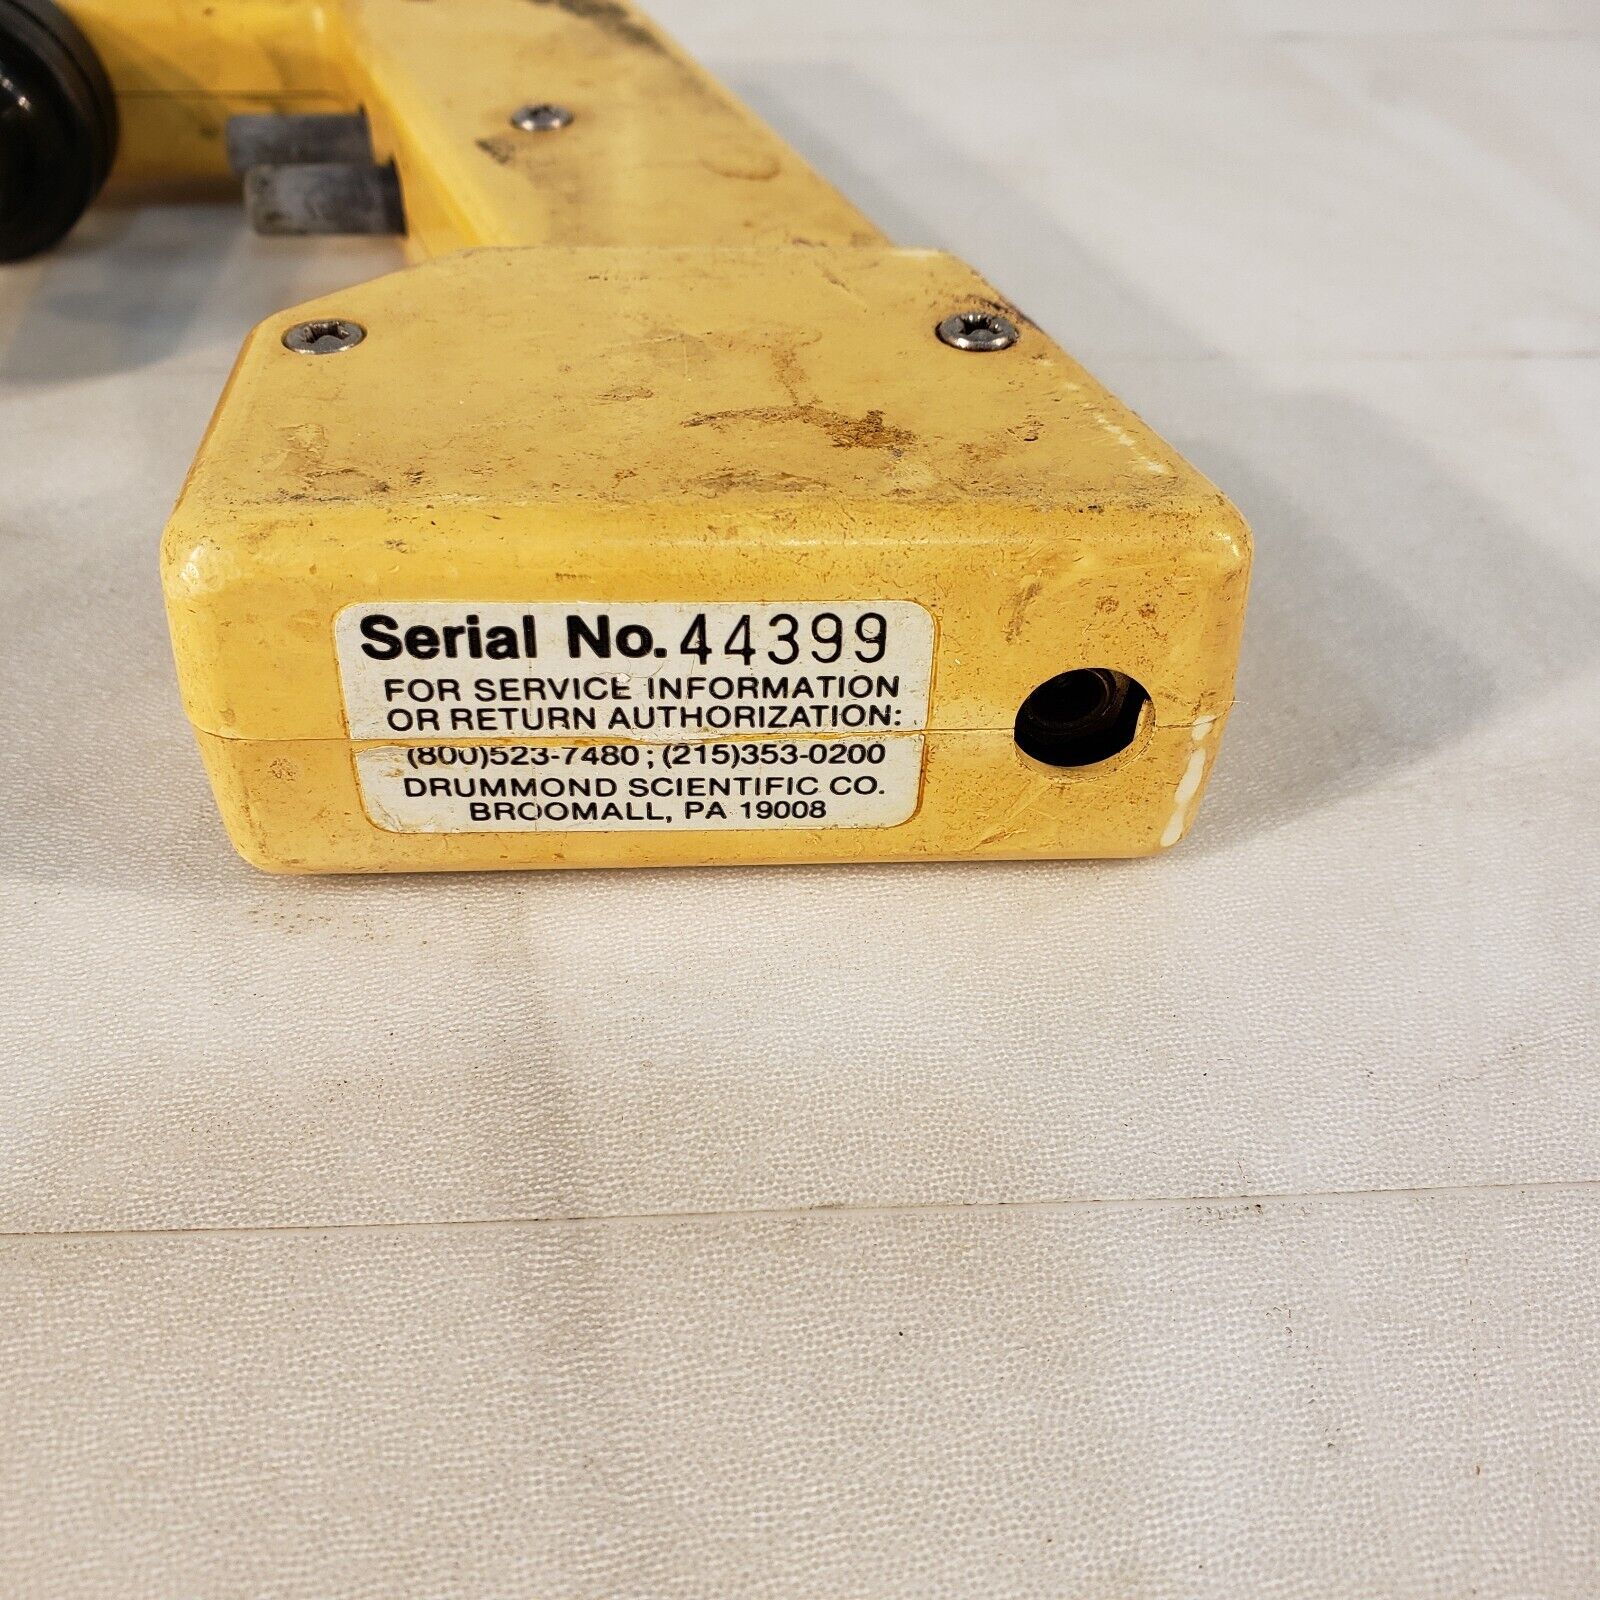 Serial No. 44399
FOR SERVICE INFORMATION
OR RETURN AUTHORIZATION:
(800)523-7480; (215)353-0200
DRUMMOND SCIENTIFIC CO.
BROOMALL, PA 19008